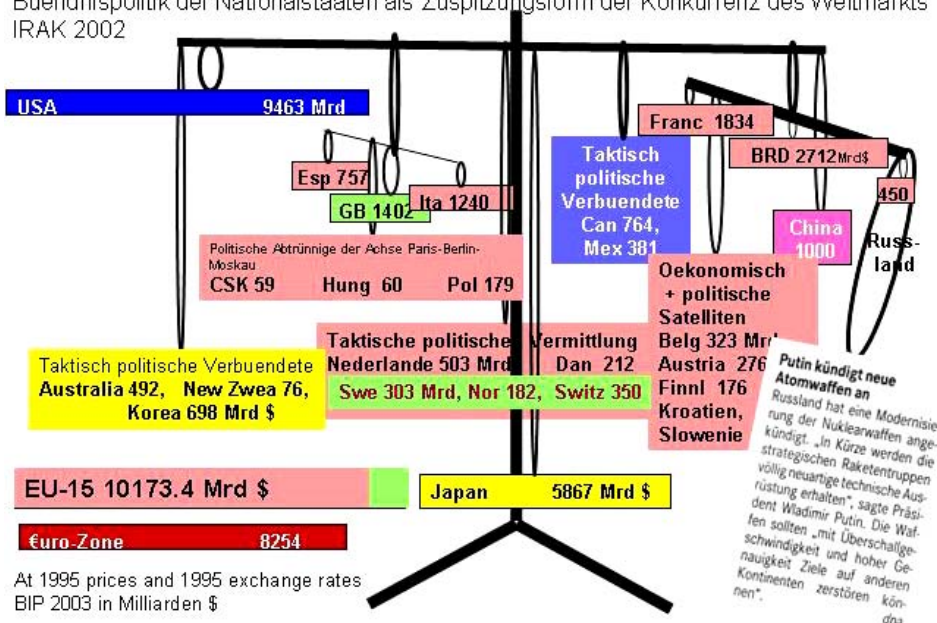 Buendnispolitik der Nationalstaaten als Zuspitzungsform der Konkurrenz des Weltmarkts
IRAK 2002
USA 9463 Mrd
Franc 1834
BRD 2712 Mrd$
450
Russ-
land
Esp 757
GB 1402
Ita 1240
Taktisch
politische
Verbuendete
Can 764,
Mex 381
China
1000
Politische Abtrünnige der Achse Paris-Berlin-
Moskau
CSK 59 Hung 60 Pol 179
Oekonomisch
+ politische
Satelliten
Belg 323 Mrd
Austria 276
Finnl 176
Kroatien,
Slowenie
Taktisch politische Verbuendete
Australia 492, New Zwea 76,
Korea 698 Mrd $
Taktische politische Vermittlung
Nederlande 503 Mrd Dan 212
Swe 303 Mrd, Nor 182, Switz 350
Putin kündigt neue
Atomwaffen an
Russland hat eine Modernisie
rung der Nuklearwaffen ange-
kündigt. „In Kürze werden die
strategischen Raketentruppen
völlig neuartige technische Aus-
rüstung erhalten“, sagte Präsi-
dent Wladimir Putin. Die Waf-
fen sollten „mit Überschallge-
schwindigkeit und hoher Ge-
nauigkeit Ziele auf anderen
Kontinenten zerstören kön-
nen“.
dpa
EU-15 10173.4 Mrd $
Japan 5867 Mrd $
€uro-Zone 8254
At 1995 prices and 1995 exchange rates
BIP 2003 in Milliarden $